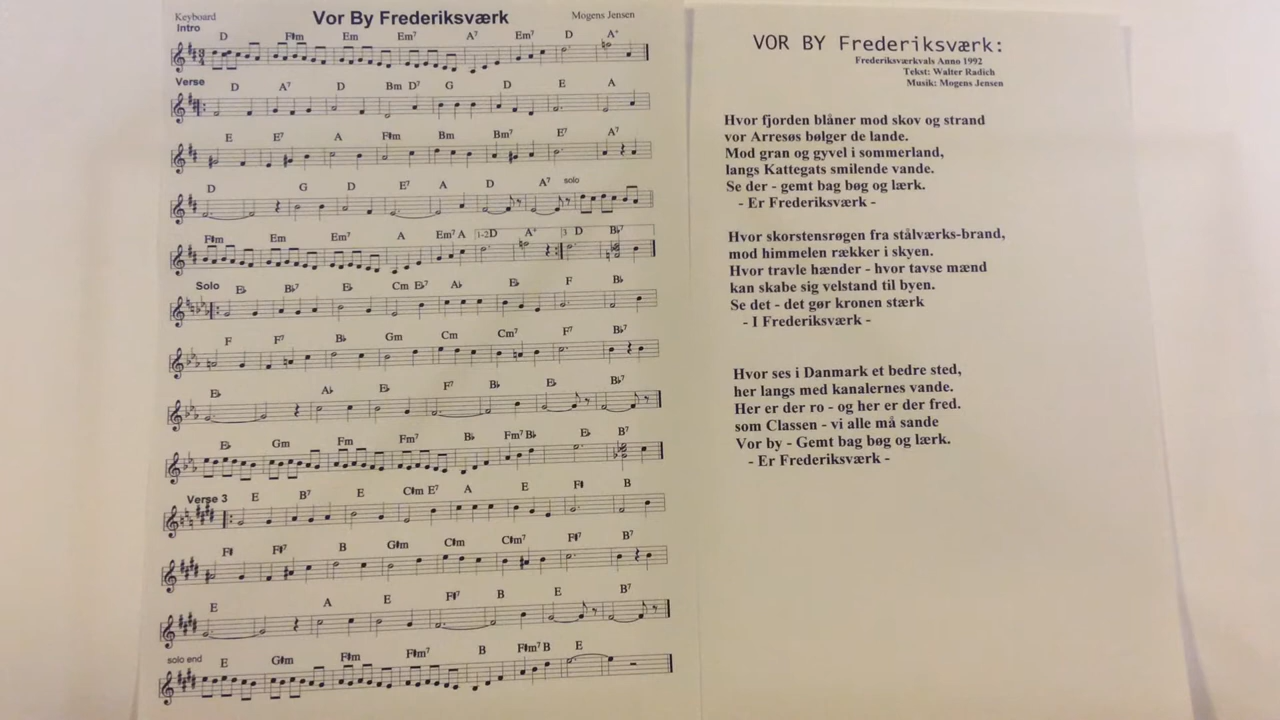 Keyboard
Vor By Frederiksværk
Mogens Jensen
Intro
D F#m Em Em7 A7 Em7 D A+
Verse
D A7 D Bm D7 G D E A
E E7 A F#m Bm Bm7 E7 A7
D G D E7 A D A7 solo
F#m Em Em7 A Em7 A 1-2 D A+ 3 D B♭7
Solo
E♭ B♭7 E♭ Cm E♭7 A♭ E♭ F B♭
F F7 B♭ Gm Cm Cm7 F7 B♭7
E♭ A♭ E♭ F7 B♭ E♭ B♭7
E♭ Gm Fm Fm7 B♭ Fm7 B♭ E♭ B7
Verse 3
E B7 E C#m E7 A E F# B
F# F#7 B G#m C#m C#m7 F#7 B7
E A E F#7 B E B7
solo end
E G#m F#m F#m7 B F#m7 B E
VOR BY Frederiksværk:
Frederiksværkvals Anno 1992
Tekst: Walter Radich
Musik: Mogens Jensen
Hvor fjorden blåner mod skov og strand
vor Arresøs bølger de lande.
Mod gran og gyvel i sommerland,
langs Kattegats smilende vande.
Se der - gemt bag bøg og lærk.
- Er Frederiksværk -
Hvor skorstensrøgen fra stålværks-brand,
mod himmelen rækker i skyen.
Hvor travle hænder - hvor tavse mænd
kan skabe sig velstand til byen.
Se det - det gør kronen stærk
- I Frederiksværk -
Hvor ses i Danmark et bedre sted,
her langs med kanalernes vande.
Her er der ro - og her er der fred.
som Classen - vi alle må sande
Vor by - Gemt bag bøg og lærk.
- Er Frederiksværk -